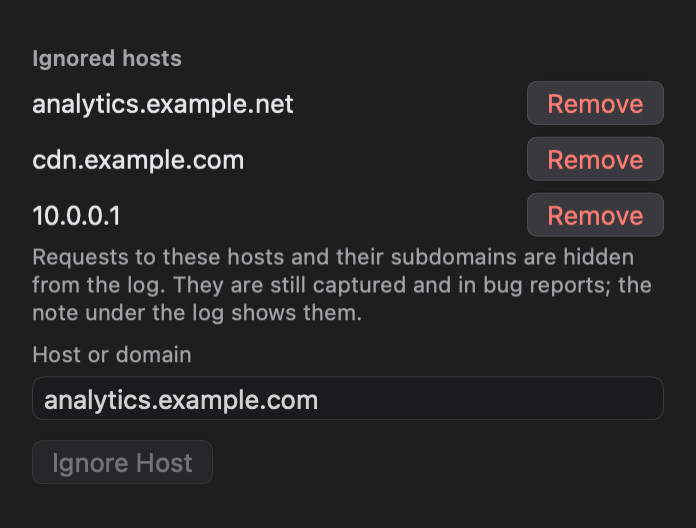 Ignored hosts
analytics.example.net Remove
cdn.example.com Remove
10.0.0.1 Remove
Requests to these hosts and their subdomains are hidden
from the log. They are still captured and in bug reports; the
note under the log shows them.
Host or domain
analytics.example.com
Ignore Host